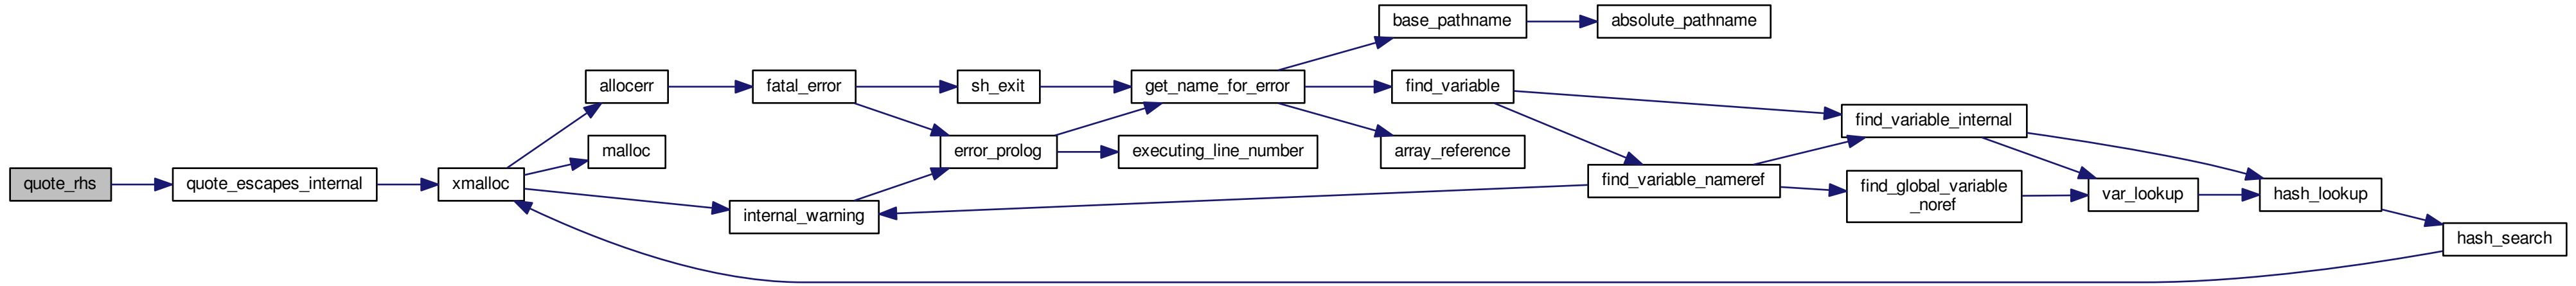 base_pathname
absolute_pathname
allocerr
fatal_error
sh_exit
get_name_for_error
find_variable
find_variable_internal
malloc
error_prolog
executing_line_number
array_reference
quote_rhs
quote_escapes_internal
xmalloc
find_variable_nameref
find_global_variable
_noref
var_lookup
hash_lookup
internal_warning
hash_search